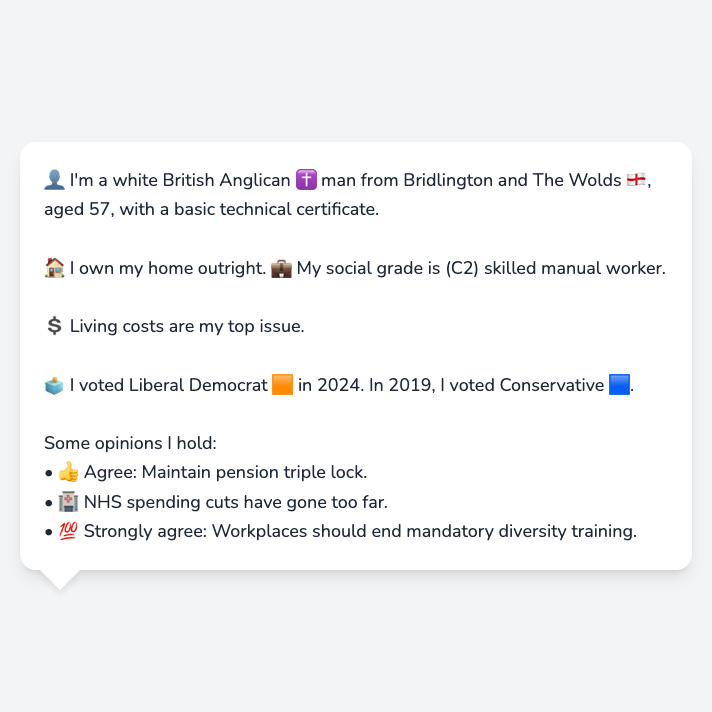 👤 I'm a white British Anglican ✝️ man from Bridlington and The Wolds 🏴󠁧󠁢󠁥󠁮󠁧󠁿,
aged 57, with a basic technical certificate.
🏠 I own my home outright. 💼 My social grade is (C2) skilled manual worker.
💲 Living costs are my top issue.
🗳️ I voted Liberal Democrat 🟧 in 2024. In 2019, I voted Conservative 🟦.
Some opinions I hold:
• 👍 Agree: Maintain pension triple lock.
• 🏥 NHS spending cuts have gone too far.
• 💯 Strongly agree: Workplaces should end mandatory diversity training.